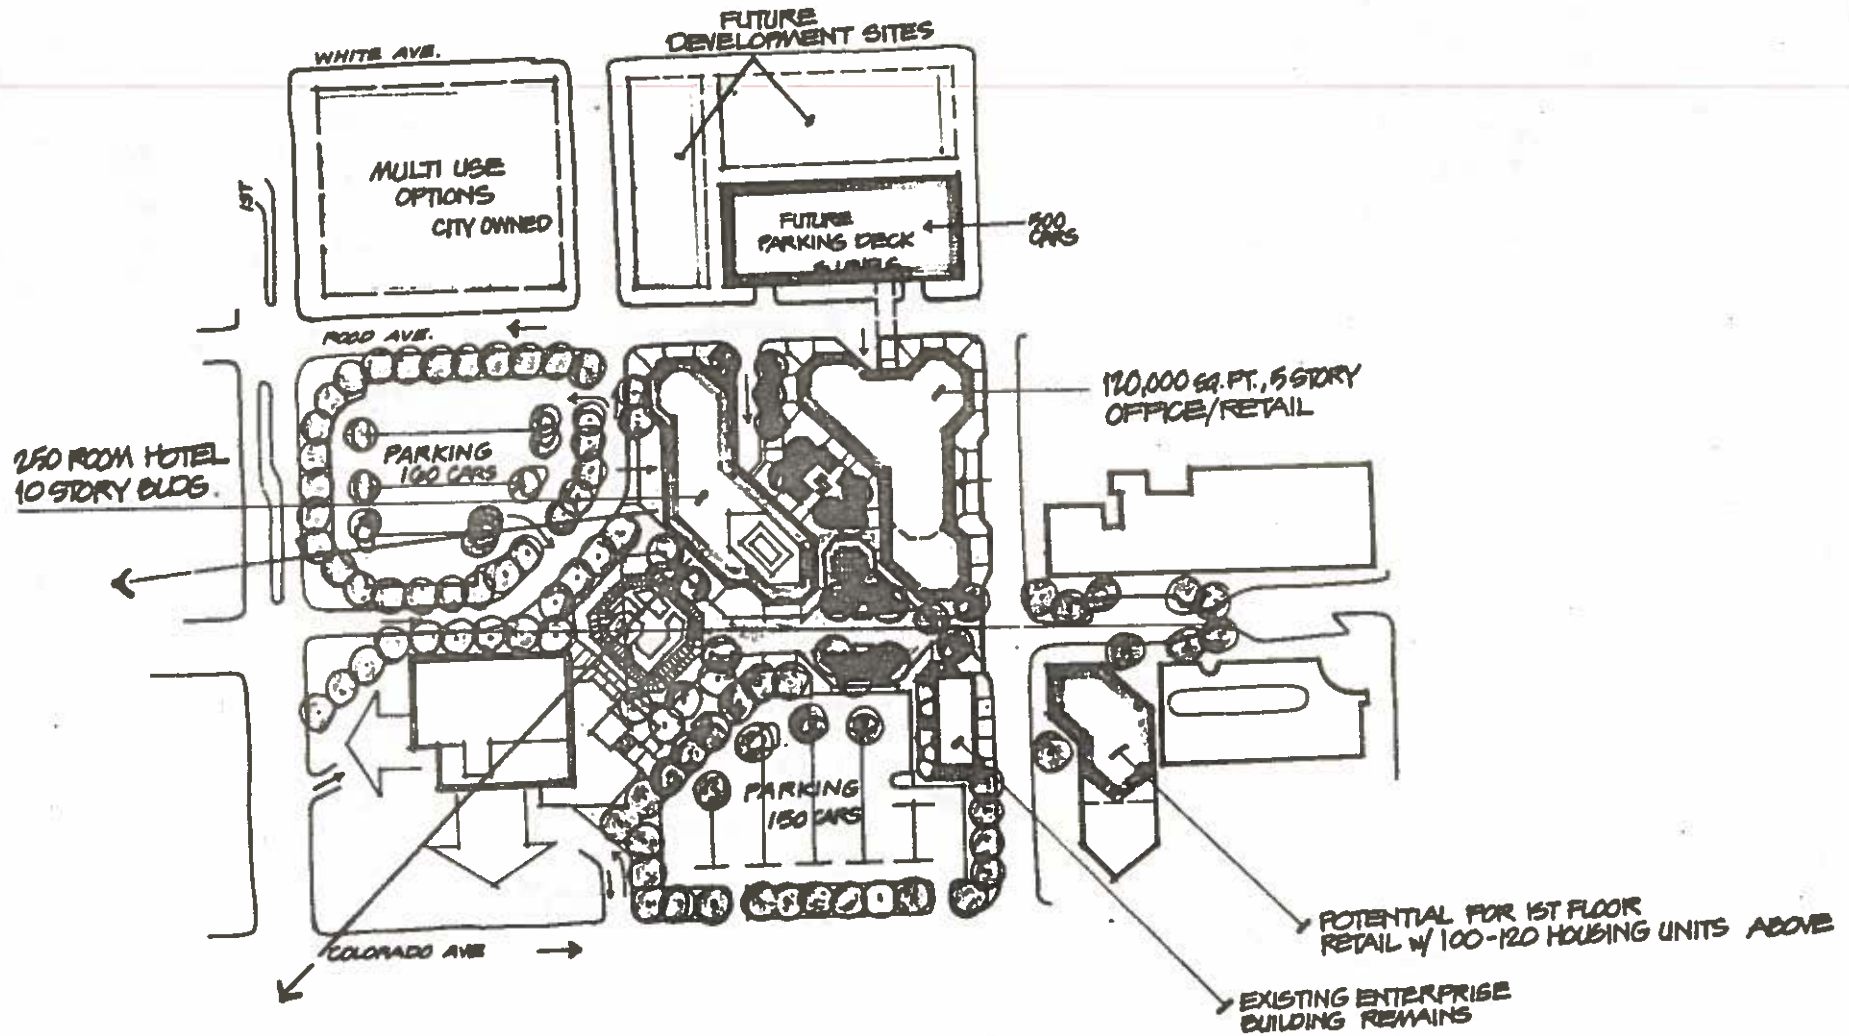 FUTURE
DEVELOPMENT SITES
WHITE AVE.
1ST
MULTI USE
OPTIONS
CITY OWNED
FUTURE
PARKING DECK
LEVELS
500
CARS
ROOD AVE.
120,000 SQ. FT., 5 STORY
OFFICE/RETAIL
250 ROOM HOTEL
10 STORY BLDG.
PARKING
160 CARS
PARKING
150 CARS
COLORADO AVE
POTENTIAL FOR 1ST FLOOR
RETAIL W/ 100-120 HOUSING UNITS ABOVE
EXISTING ENTERPRISE
BUILDING REMAINS